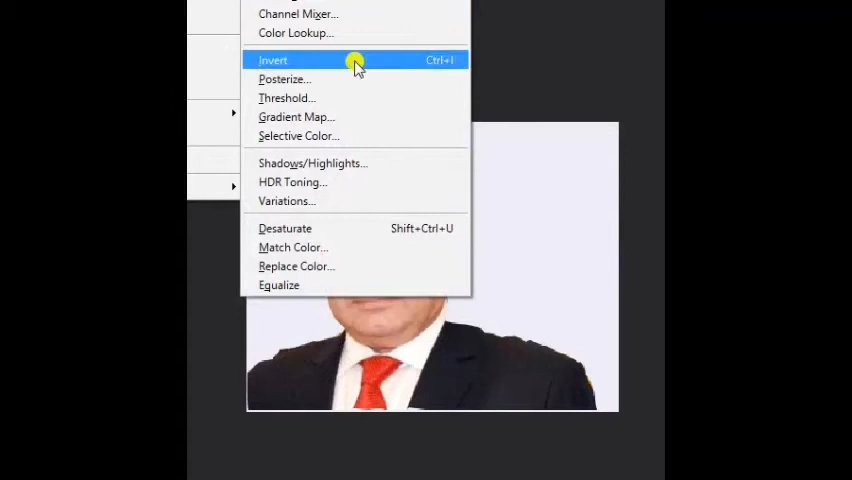 Channel Mixer...
Color Lookup...
Invert Ctrl+I
Posterize...
Threshold...
Gradient Map...
Selective Color...
Shadows/Highlights...
HDR Toning...
Variations...
Desaturate Shift+Ctrl+U
Match Color...
Replace Color...
Equalize